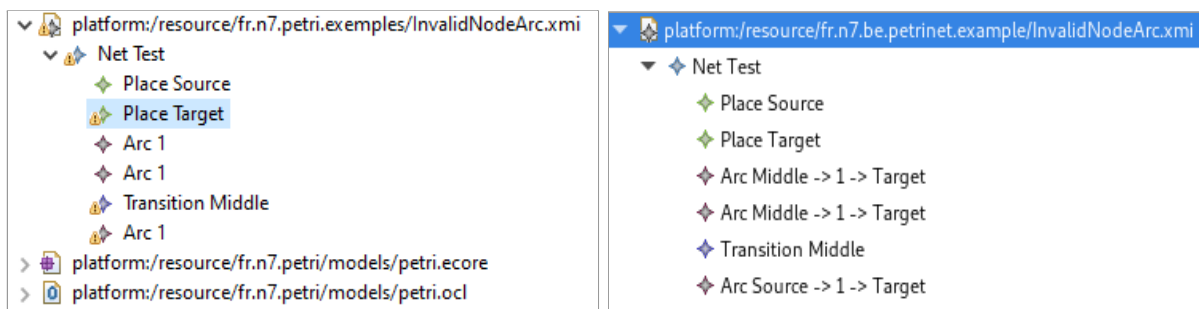 platform:/resource/fr.n7.petri.exemples/InvalidNodeArc.xmi
Net Test
Place Source
Place Target
Arc 1
Arc 1
Transition Middle
Arc 1
platform:/resource/fr.n7.petri/models/petri.ecore
platform:/resource/fr.n7.petri/models/petri.ocl
platform:/resource/fr.n7.be.petrinet.example/InvalidNodeArc.xmi
Net Test
Place Source
Place Target
Arc Middle -> 1 -> Target
Arc Middle -> 1 -> Target
Transition Middle
Arc Source -> 1 -> Target